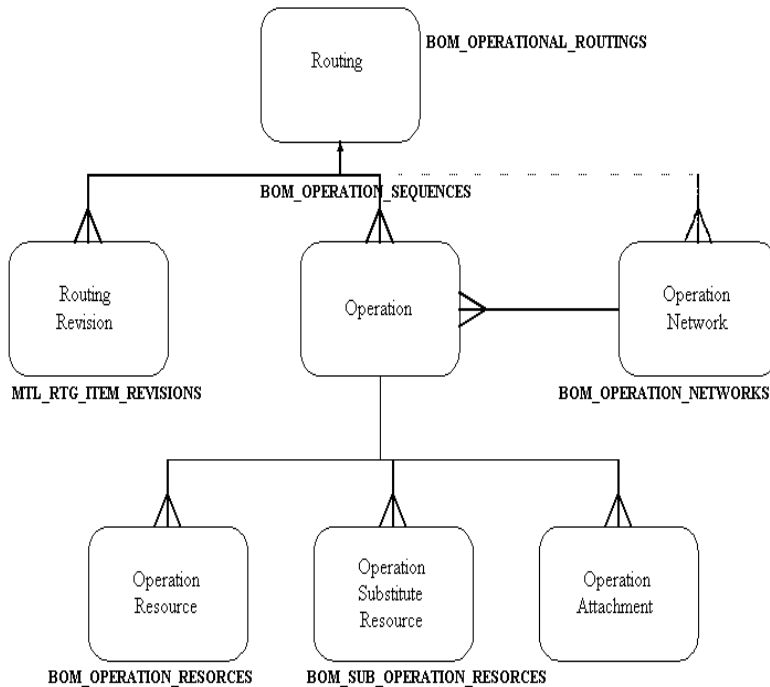 Routing
BOM_OPERATIONAL_ROUTINGS
BOM_OPERATION_SEQUENCES
Routing
Revision
Operation
Operation
Network
MTL_RTG_ITEM_REVISIONS
BOM_OPERATION_NETWORKS
Operation
Resource
Operation
Substitute
Resource
Operation
Attachment
BOM_OPERATION_RESORCES
BOM_SUB_OPERATION_RESORCES